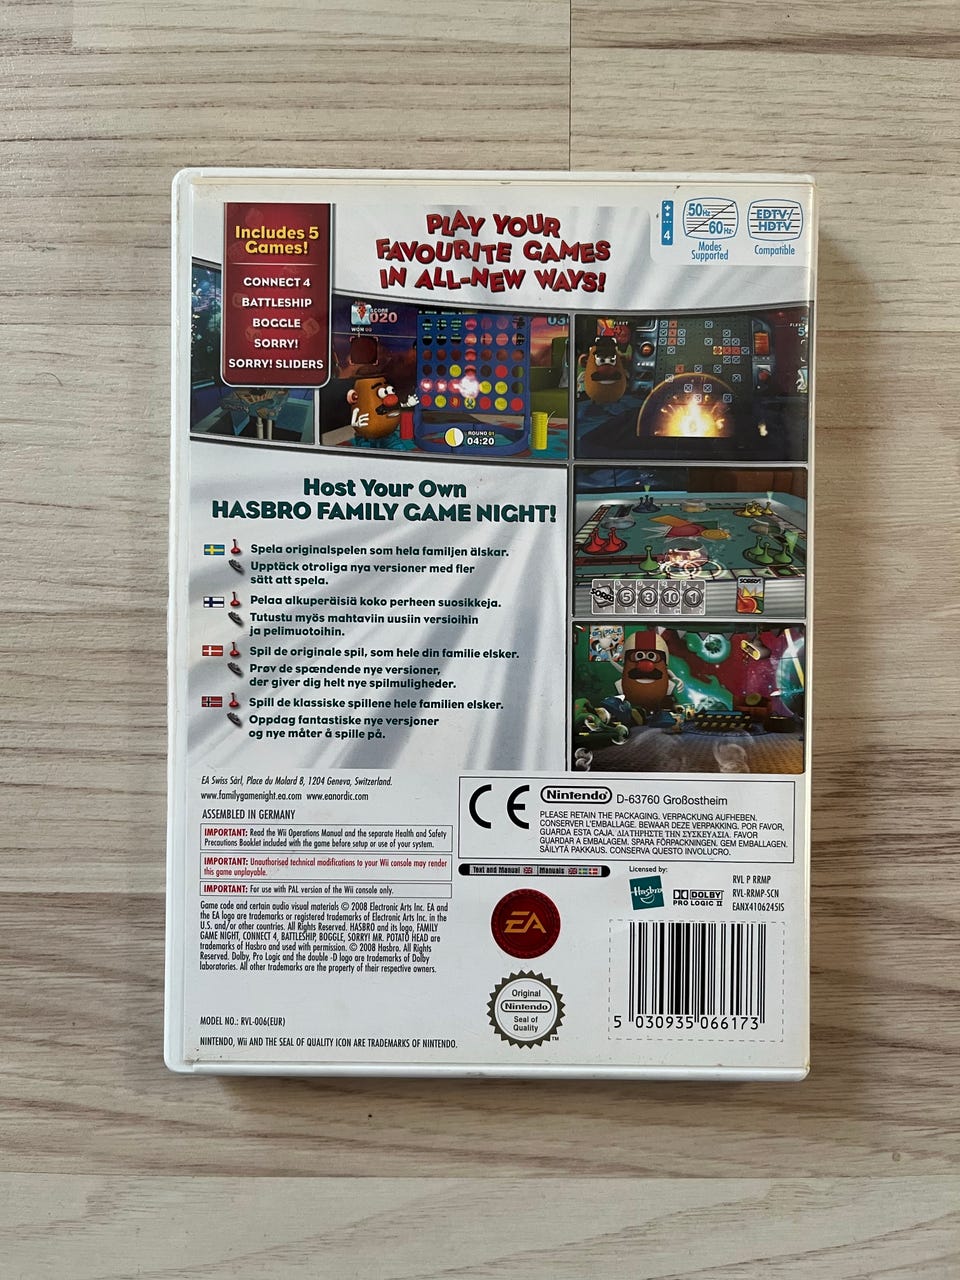 Includes 5
Games!
CONNECT 4
BATTLESHIP
BOGGLE
SORRY!
SORRY! SLIDERS
PLAY YOUR
FAVOURITE GAMES
IN ALL-NEW WAYS!
4
50Hz
60Hz
Modes
Supported
EDTV/
HDTV
Compatible
SCORE
020
ROUND 01
04:20
Host Your Own
HASBRO FAMILY GAME NIGHT!
Spela originalspelen som hela familjen älskar.
Upptäck otroliga nya versioner med fler
sätt att spela.
Pelaa alkuperäisiä koko perheen suosikkeja.
Tutustu myös mahtaviin uusiin versioihin
ja pelimuotoihin.
Spil de originale spil, som hele din familie elsker.
Prøv de spændende nye versioner,
der giver dig helt nye spilmuligheder.
Spill de klassiske spillene hele familien elsker.
Oppdag fantastiske nye versjoner
og nye måter å spille på.
SORRY! 5 3 10 1
SORRY!
EA Swiss Sàrl, Place du Molard 8, 1204 Geneva, Switzerland.
www.familygamenight.ea.com www.eanordic.com
ASSEMBLED IN GERMANY
IMPORTANT: Read the Wii Operations Manual and the separate Health and Safety
Precautions Booklet included with the game before setup or use of your system.
IMPORTANT: Unauthorised technical modifications to your Wii console may render
this game unplayable.
IMPORTANT: For use with PAL version of the Wii console only.
Game code and certain audio visual materials © 2008 Electronic Arts Inc. EA and
the EA logo are trademarks or registered trademarks of Electronic Arts Inc. in the
U.S. and/or other countries. All Rights Reserved. HASBRO and its logo, FAMILY
GAME NIGHT, CONNECT 4, BATTLESHIP, BOGGLE, SORRY! MR. POTATO HEAD are
trademarks of Hasbro and used with permission. © 2008 Hasbro. All Rights
Reserved. Dolby, Pro Logic and the double -D logo are trademarks of Dolby
laboratories. All other trademarks are the property of their respective owners.
MODEL NO.: RVL-006(EUR)
NINTENDO, Wii AND THE SEAL OF QUALITY ICON ARE TRADEMARKS OF NINTENDO.
CE
Nintendo D-63760 Großostheim
PLEASE RETAIN THE PACKAGING. VERPACKUNG AUFHEBEN.
CONSERVER L'EMBALLAGE. BEWAAR DEZE VERPAKKING. POR FAVOR,
GUARDA ESTA CAJA. ΔΙΑΤΗΡΗΣΤΕ ΤΗΝ ΣΥΣΚΕΥΑΣΙΑ. FAVOR
GUARDAR A EMBALAGEM. SPARA FÖRPACKNINGEN. GEM EMBALLAGEN.
SÄILYTÄ PAKKAUS. CONSERVA QUESTO INVOLUCRO.
Text and Manual
Manuals
EA
Licensed by:
Hasbro
DOLBY
PRO LOGIC II
RVL P RRMP
RVL-RRMP-SCN
EANX4106245IS
Original
Nintendo
Seal of
Quality
TM
5 030935 066173